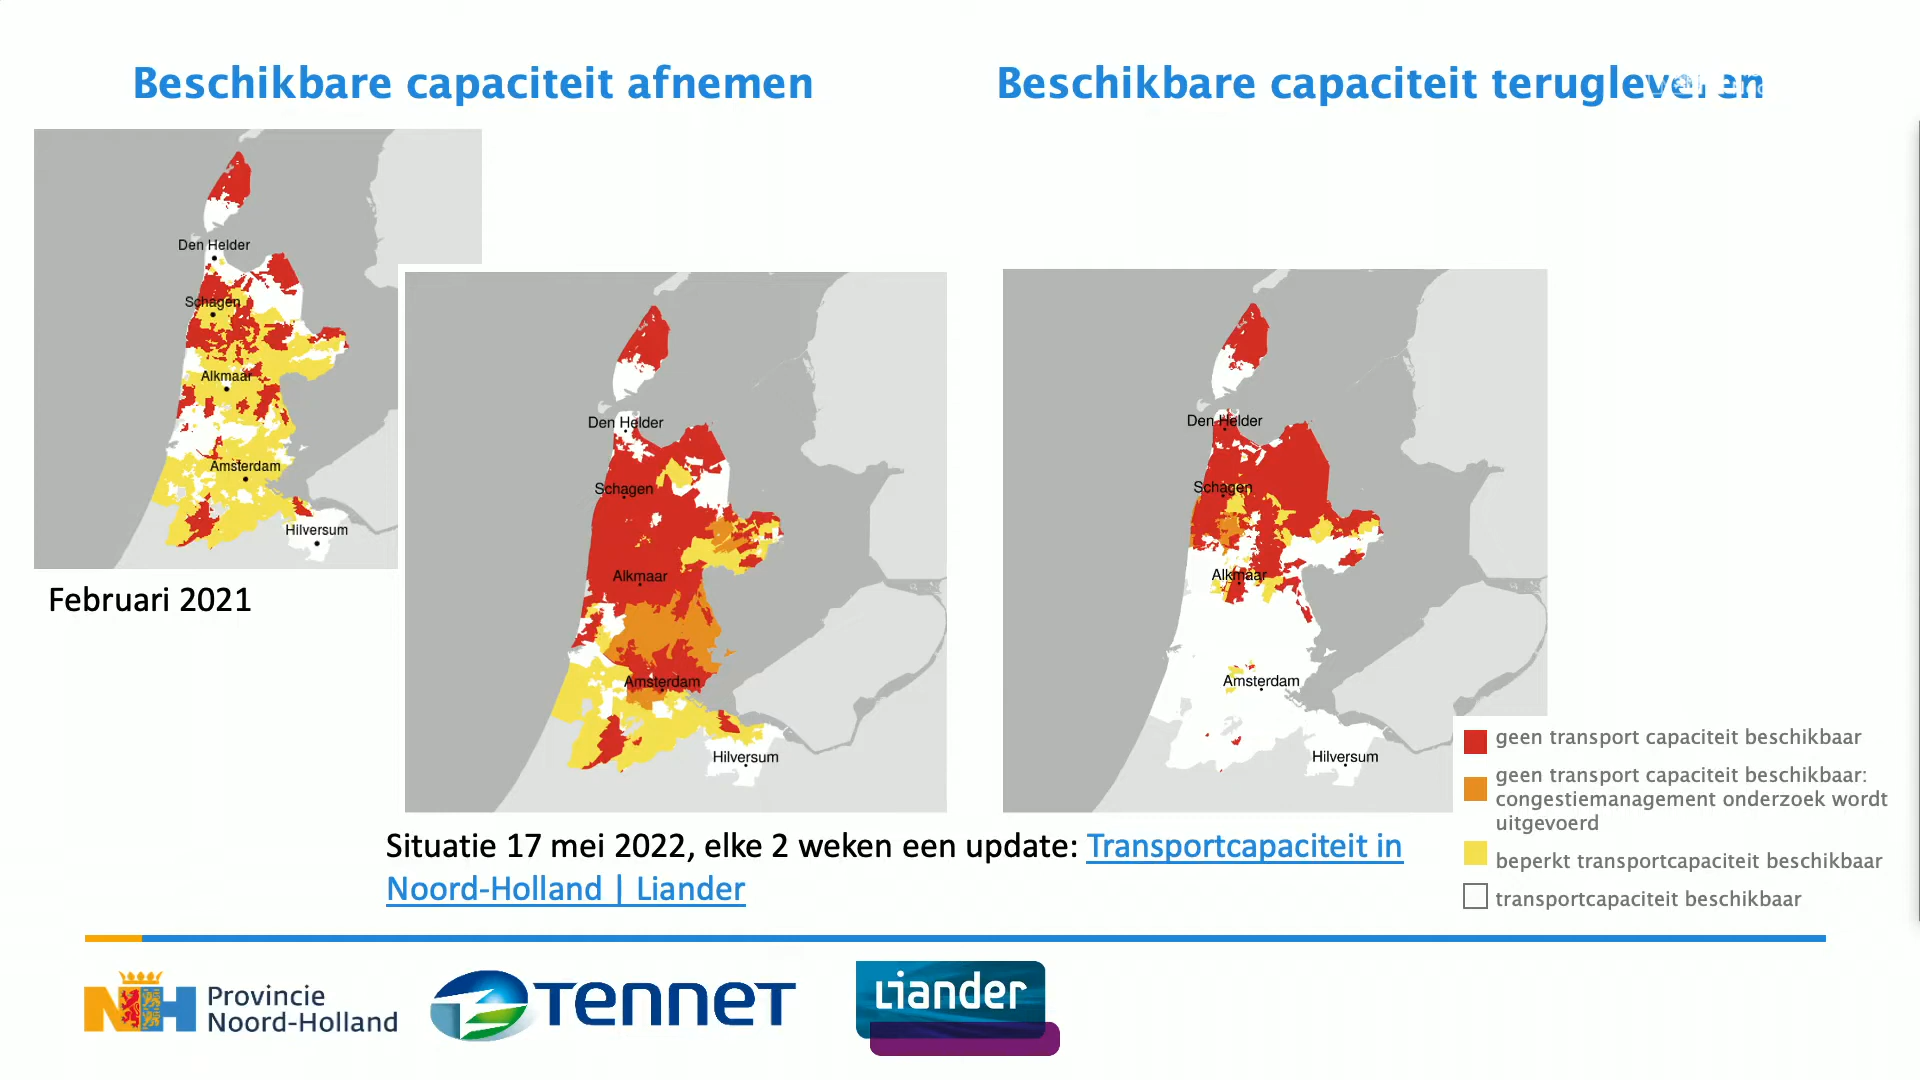 Beschikbare capaciteit afnemen
Beschikbare capaciteit terugleveren
Den Helder
Schagen
Alkmaar
Amsterdam
Hilversum
Februari 2021
Den Helder
Schagen
Alkmaar
Amsterdam
Hilversum
Den Helder
Schagen
Alkmaar
Amsterdam
Hilversum
geen transport capaciteit beschikbaar
geen transport capaciteit beschikbaar:
congestiemanagement onderzoek wordt
uitgevoerd
beperkt transportcapaciteit beschikbaar
transportcapaciteit beschikbaar
Situatie 17 mei 2022, elke 2 weken een update: Transportcapaciteit in
Noord-Holland | Liander
NH
Provincie
Noord-Holland
TenneT
Liander